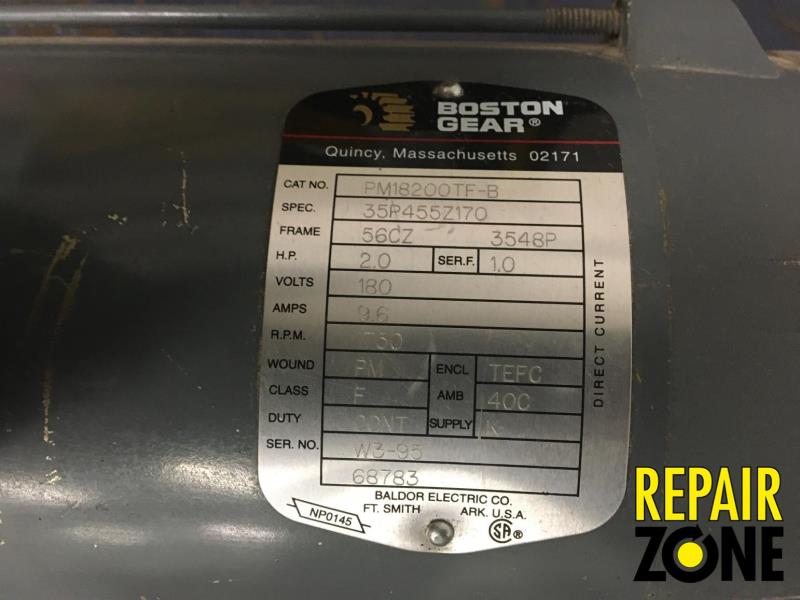 BOSTON
GEAR®
Quincy, Massachusetts 02171
CAT NO. PM18200TF-B
SPEC. 35P455Z170
FRAME 56CZ 3548P
H.P. 2.0 SER.F. 1.0
VOLTS 180
AMPS 9.6
R.P.M.
WOUND PM ENCL TEFC
CLASS F AMB 40C
DUTY CONT SUPPLY K
SER. NO. W3-95
68783
DIRECT CURRENT
BALDOR ELECTRIC CO.
FT. SMITH ARK. U.S.A.
NP0145
SA®
REPAIR
ZONE